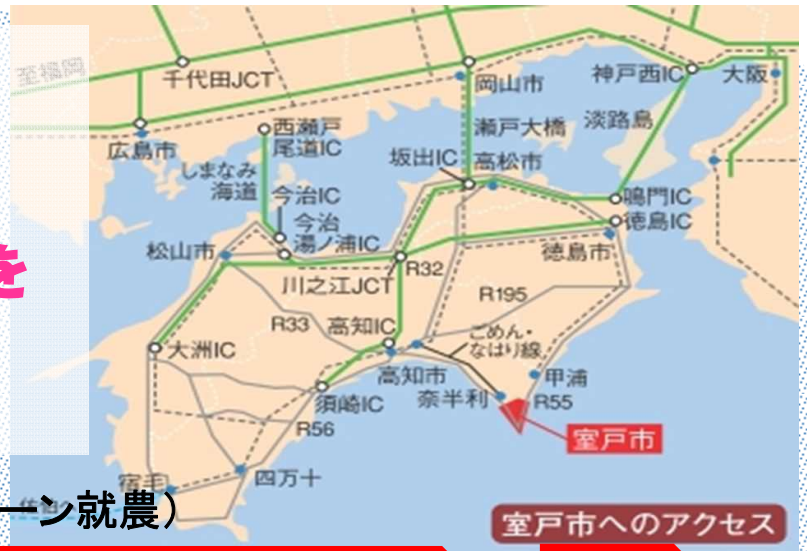 至福岡
千代田JCT
岡山市
神戸西IC
大阪
広島市
西瀬戸
尾道IC
瀬戸大橋
淡路島
しまなみ
海道
坂出IC
高松市
今治IC
鳴門IC
今治
湯ノ浦IC
徳島IC
松山市
徳島市
を
川之江JCT
R32
R195
R33
高知IC
ごめん・
なはり線
大洲IC
高知市
甲浦
須崎IC
奈半利
R55
R56
室戸市
宿毛
四万十
ーン就農）
室戸市へのアクセス